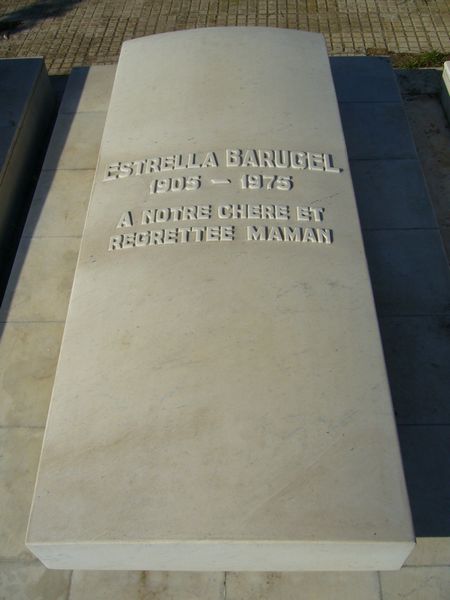 ESTRELLA BARUGEL
1905 - 1975
A NOTRE CHERE ET
REGRETTEE MAMAN